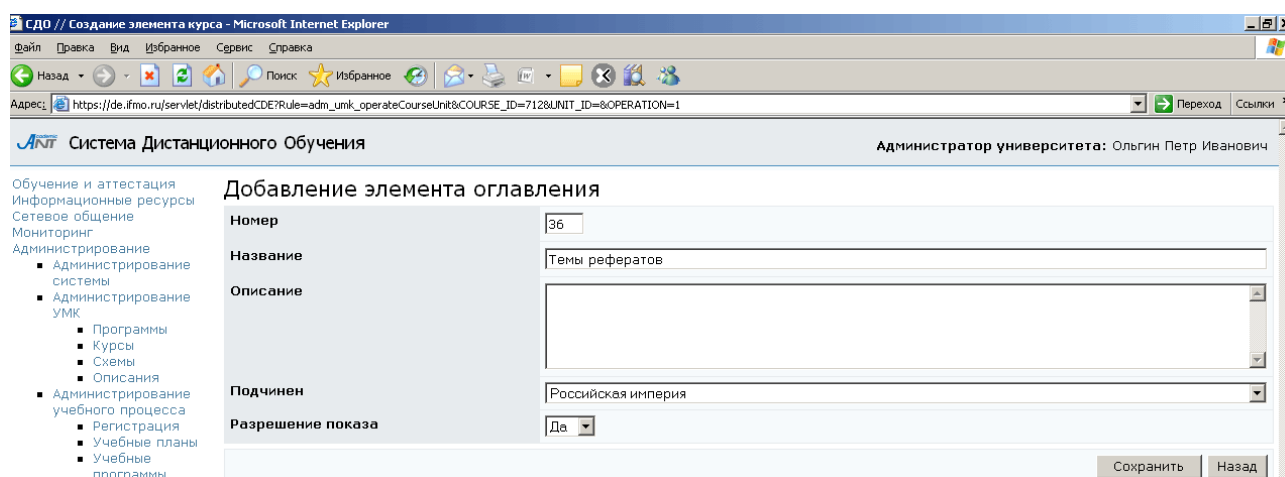 СДО // Создание элемента курса - Microsoft Internet Explorer
Файл Правка Вид Избранное Сервис Справка
Назад Поиск Избранное
Адрес: https://de.ifmo.ru/servlet/distributedCDE?Rule=adm_umk_operateCourseUnit&COURSE_ID=712&UNIT_ID=&OPERATION=1 Переход Ссылки
Academic ANT Система Дистанционного Обучения Администратор университета: Ольгин Петр Иванович
Обучение и аттестация
Информационные ресурсы
Сетевое общение
Мониторинг
Администрирование
Администрирование
системы
Администрирование
УМК
Программы
Курсы
Схемы
Описания
Администрирование
учебного процесса
Регистрация
Учебные планы
Учебные
программы
Добавление элемента оглавления
Номер 36
Название Темы рефератов
Описание
Подчинен Российская империя
Разрешение показа Да
Сохранить Назад